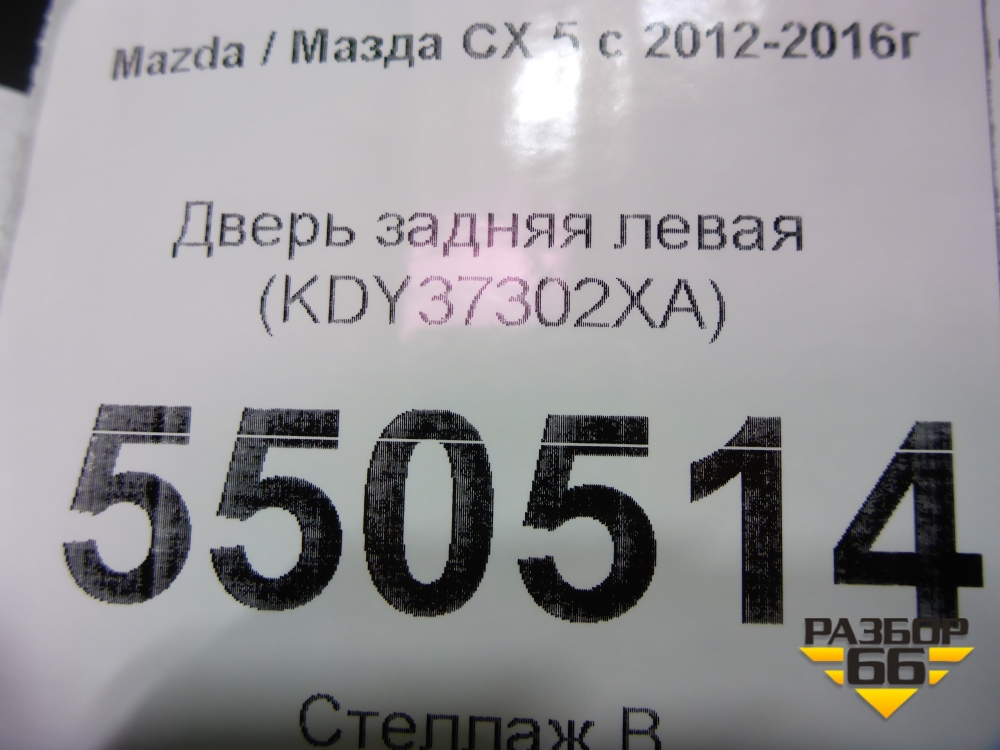 Mazda / Мазда CX 5 с 2012-2016г
Дверь задняя левая
(KDY37302XA)
550514
РАЗБОР
66
Стеллаж В